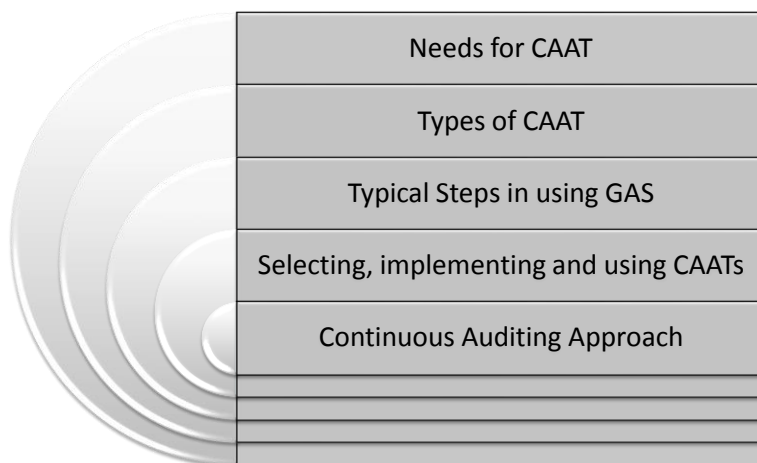 Needs for CAAT
Types of CAAT
Typical Steps in using GAS
Selecting, implementing and using CAATs
Continuous Auditing Approach